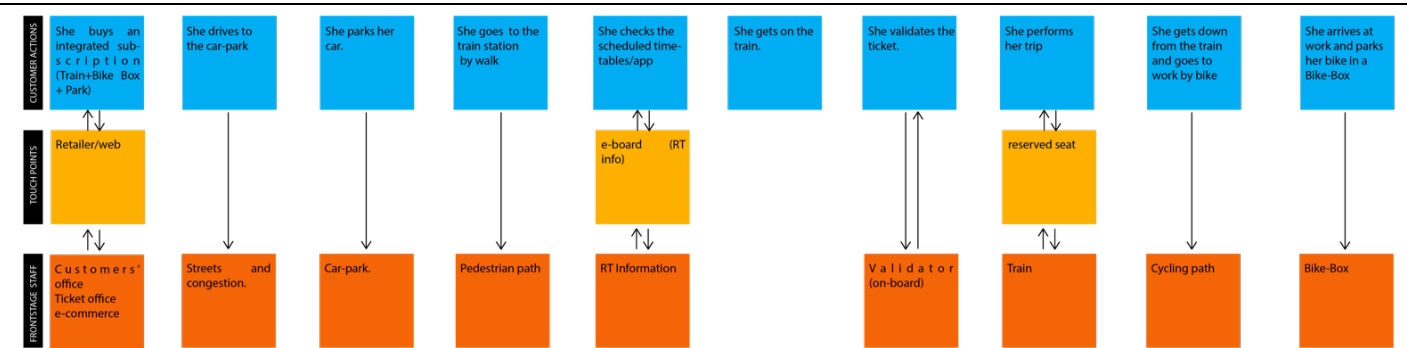 CUSTOMER ACTIONS
She buys an
integrated sub-
scription
(Train+Bike Box
+ Park)
She drives to
the car-park
She parks her
car.
She goes to the
train station
by walk
She checks the
scheduled time-
tables/app
She gets on the
train.
She validates the
ticket.
She performs
her trip
She gets down
from the train
and goes to
work by bike
She arrives at
work and parks
her bike in a
Bike-Box
TOUCH POINTS
Retailer/web
e-board (RT
info)
reserved seat
FRONTSTAGE STAFF
Customers'
office
Ticket office
e-commerce
Streets and
congestion.
Car-park.
Pedestrian path
RT Information
Validator
(on-board)
Train
Cycling path
Bike-Box